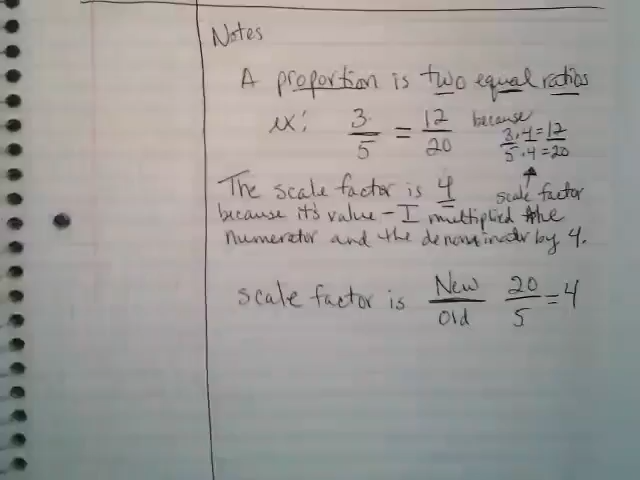 Notes
A proportion is two equal ratios
ex: 3/5 = 12/20 because 3·4=12
5·4=20
scale factor
The scale factor is 4
because it's value - I multiplied the
numerator and the denominator by 4.
scale factor is New/Old 20/5 = 4